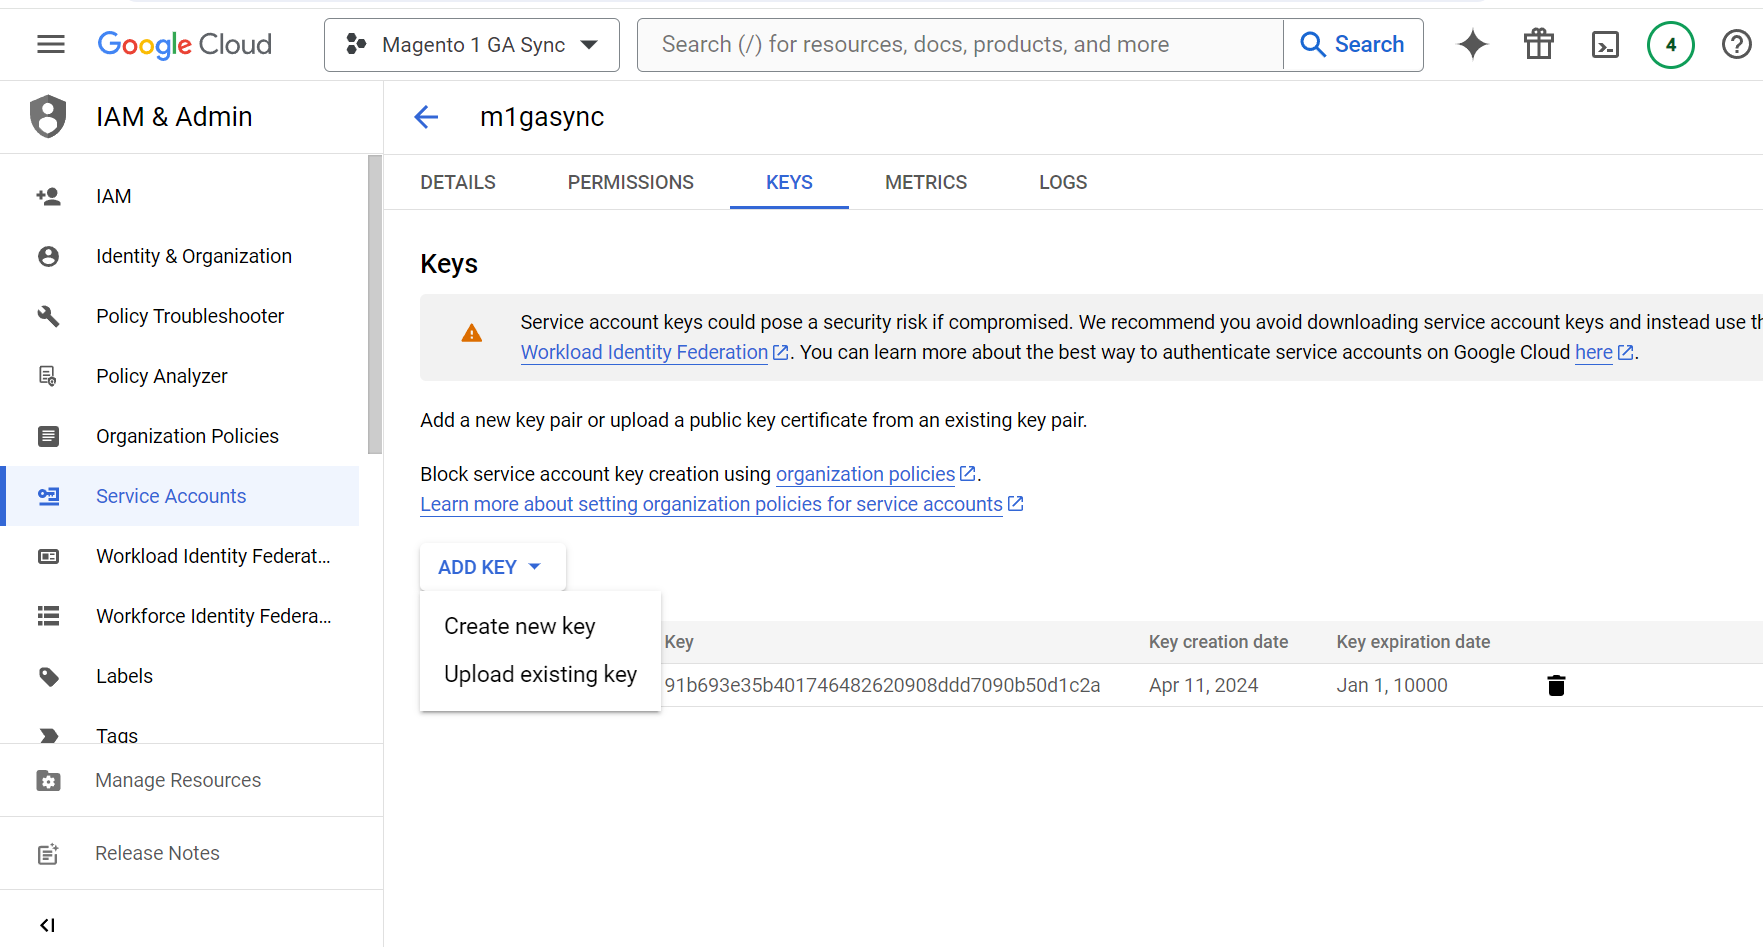 Google Cloud
Magento 1 GA Sync
Search (/) for resources, docs, products, and more
Search
4
IAM & Admin
m1gasync
IAM
Identity & Organization
Policy Troubleshooter
Policy Analyzer
Organization Policies
Service Accounts
Workload Identity Federat...
Workforce Identity Federa...
Labels
Tags
Manage Resources
Release Notes
DETAILS
PERMISSIONS
KEYS
METRICS
LOGS
Keys
Service account keys could pose a security risk if compromised. We recommend you avoid downloading service account keys and instead use
Workload Identity Federation. You can learn more about the best way to authenticate service accounts on Google Cloud here.
Add a new key pair or upload a public key certificate from an existing key pair.
Block service account key creation using organization policies.
Learn more about setting organization policies for service accounts
ADD KEY
Create new key
Upload existing key
Key
Key creation date
Key expiration date
91b693e35b401746482620908ddd7090b50d1c2a
Apr 11, 2024
Jan 1, 10000